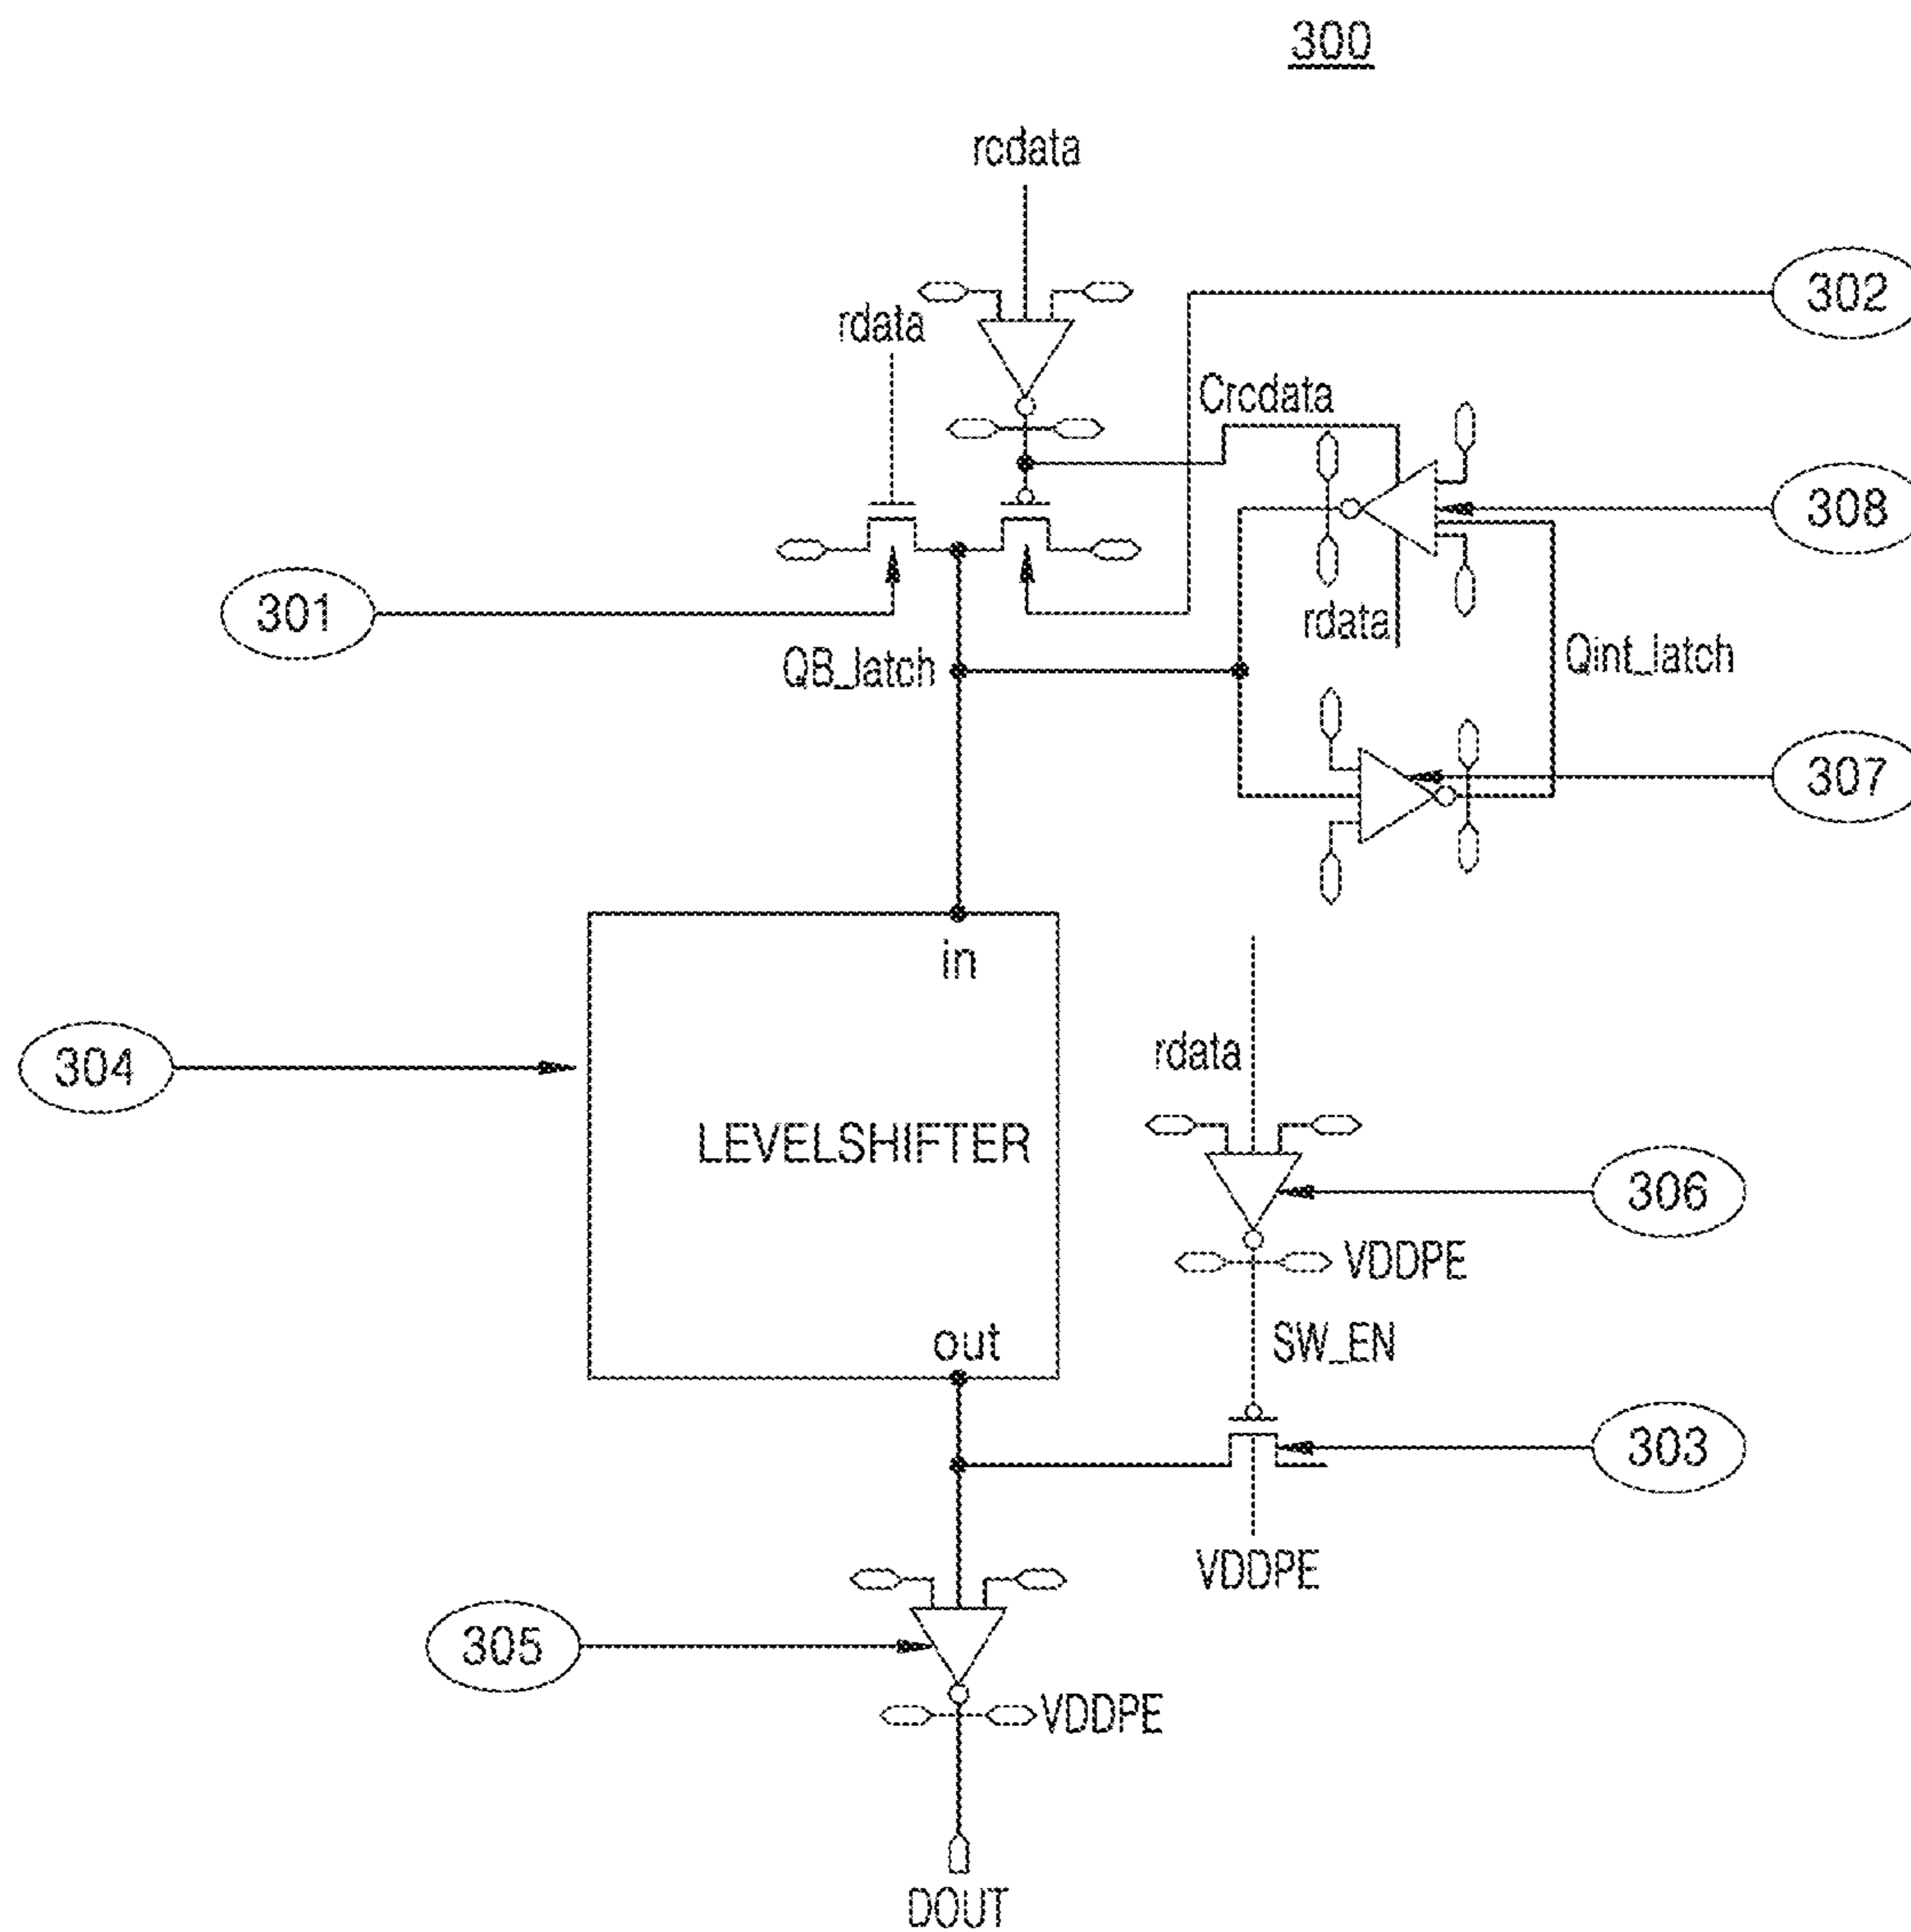 300
rcdata
302
rdata
Crcdata
308
301
rdata
QB_latch
Qint_latch
307
in
304
rdata
LEVELSHIFTER
306
VDDPE
out
SW_EN
303
VDDPE
305
VDDPE
DOUT